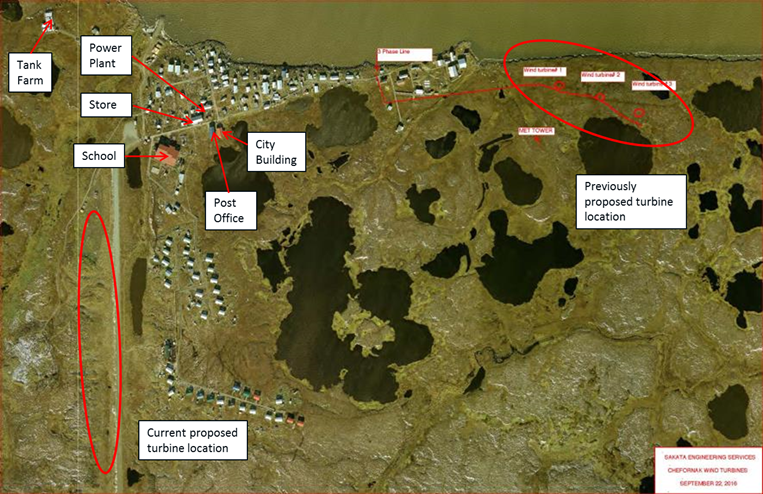 Tank
Farm
Power
Plant
Store
School
City
Building
Post
Office
3 Phase Line
Wind turbine# 1
Wind turbine# 2
Wind turbine# 3
MET TOWER
Previously
proposed turbine
location
Current proposed
turbine location
SAKATA ENGINEERING SERVICES
CHEFORNAK WIND TURBINES
SEPTEMBER 22, 2016